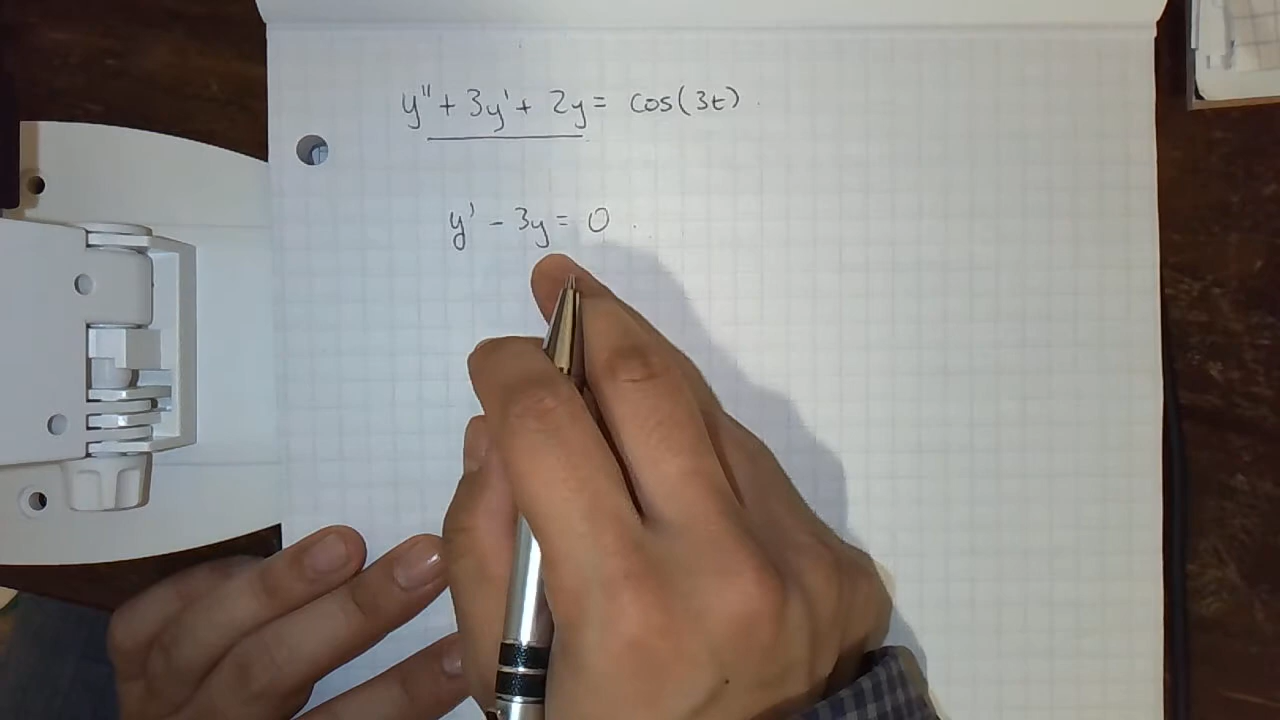 y'' + 3y' + 2y = cos(3t)
y' - 3y = 0